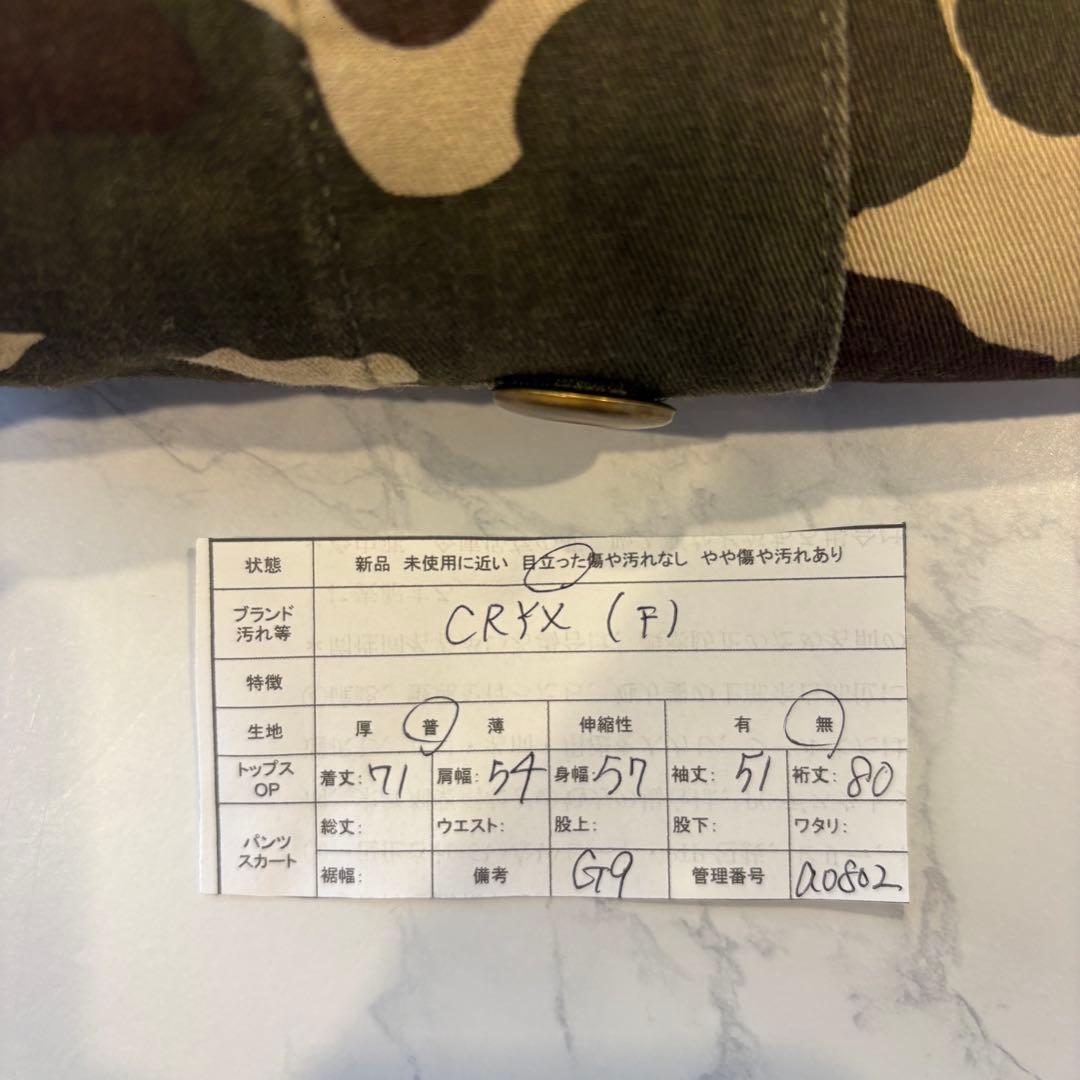 状態 新品 未使用に近い 目立った傷や汚れなし やや傷や汚れあり
ブランド 汚れ等 CRYX (F)
特徴
生地 厚 普 薄 伸縮性 有 無
トップス OP 着丈:71 肩幅:54 身幅:57 袖丈:51 裄丈:80
パンツ スカート 総丈: ウエスト: 股上: 股下: ワタリ:
裾幅: 備考 G9 管理番号 a0802